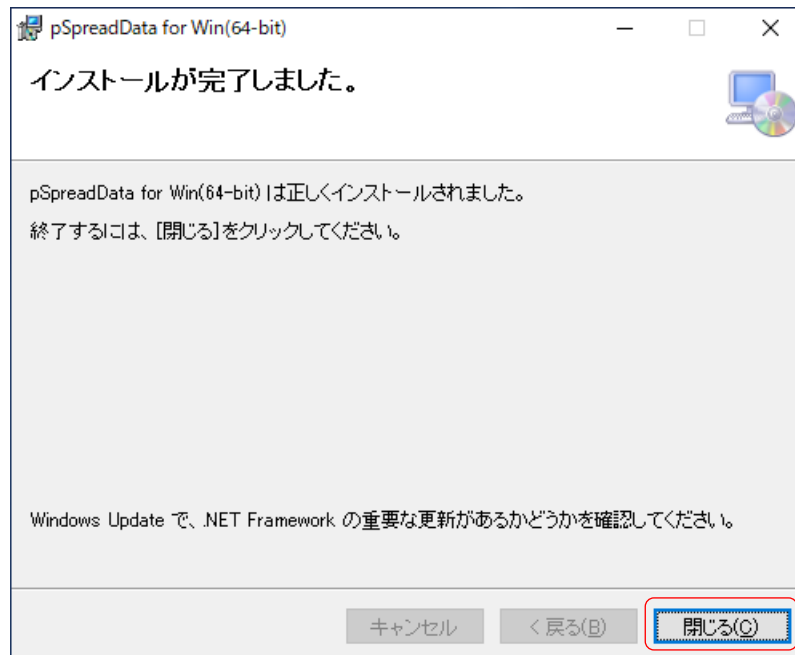 pSpreadData for Win(64-bit)
インストールが完了しました。
pSpreadData for Win(64-bit) は正しくインストールされました。
終了するには、[閉じる]をクリックしてください。
Windows Update で、.NET Framework の重要な更新があるかどうかを確認してください。
キャンセル
< 戻る(B)
閉じる(C)